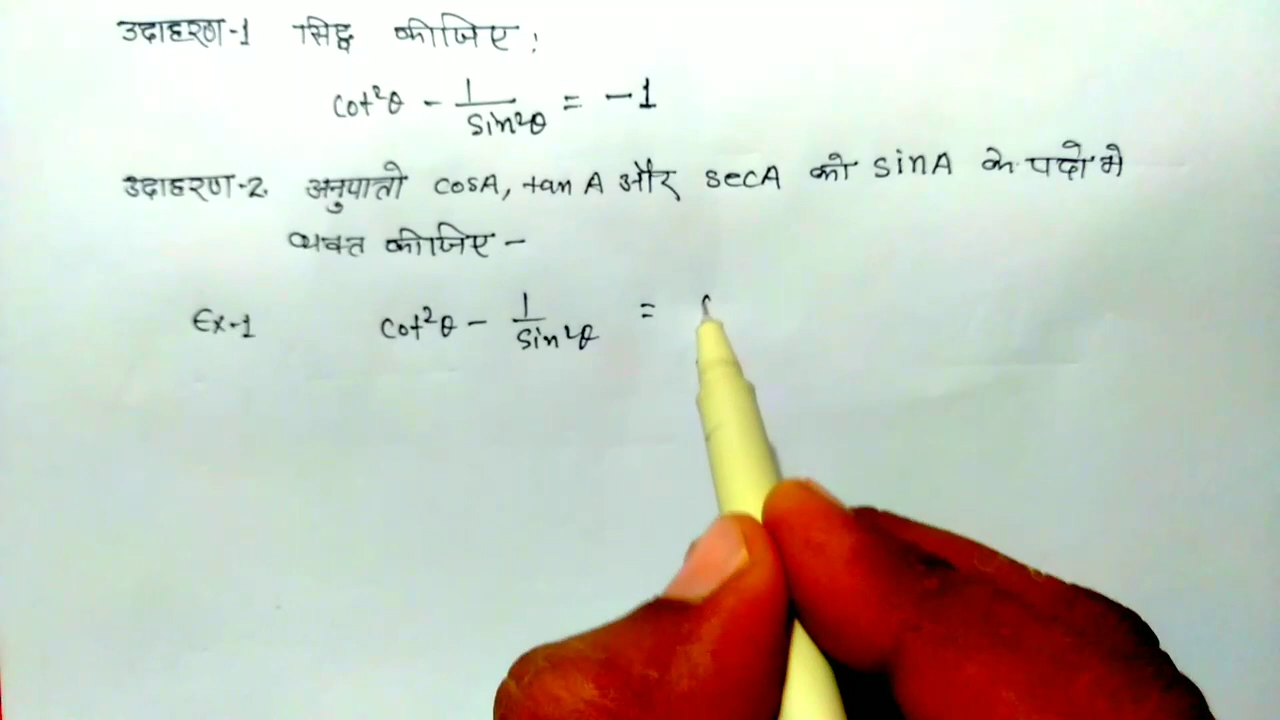 उदाहरण-1 सिद्ध कीजिए :
cot²θ - 1/sin²θ = -1
उदाहरण-2. अनुपातो cosA, tan A और secA को sinA के पदो मे
व्यक्त कीजिए -
Ex-1 cot²θ - 1/sin²θ =